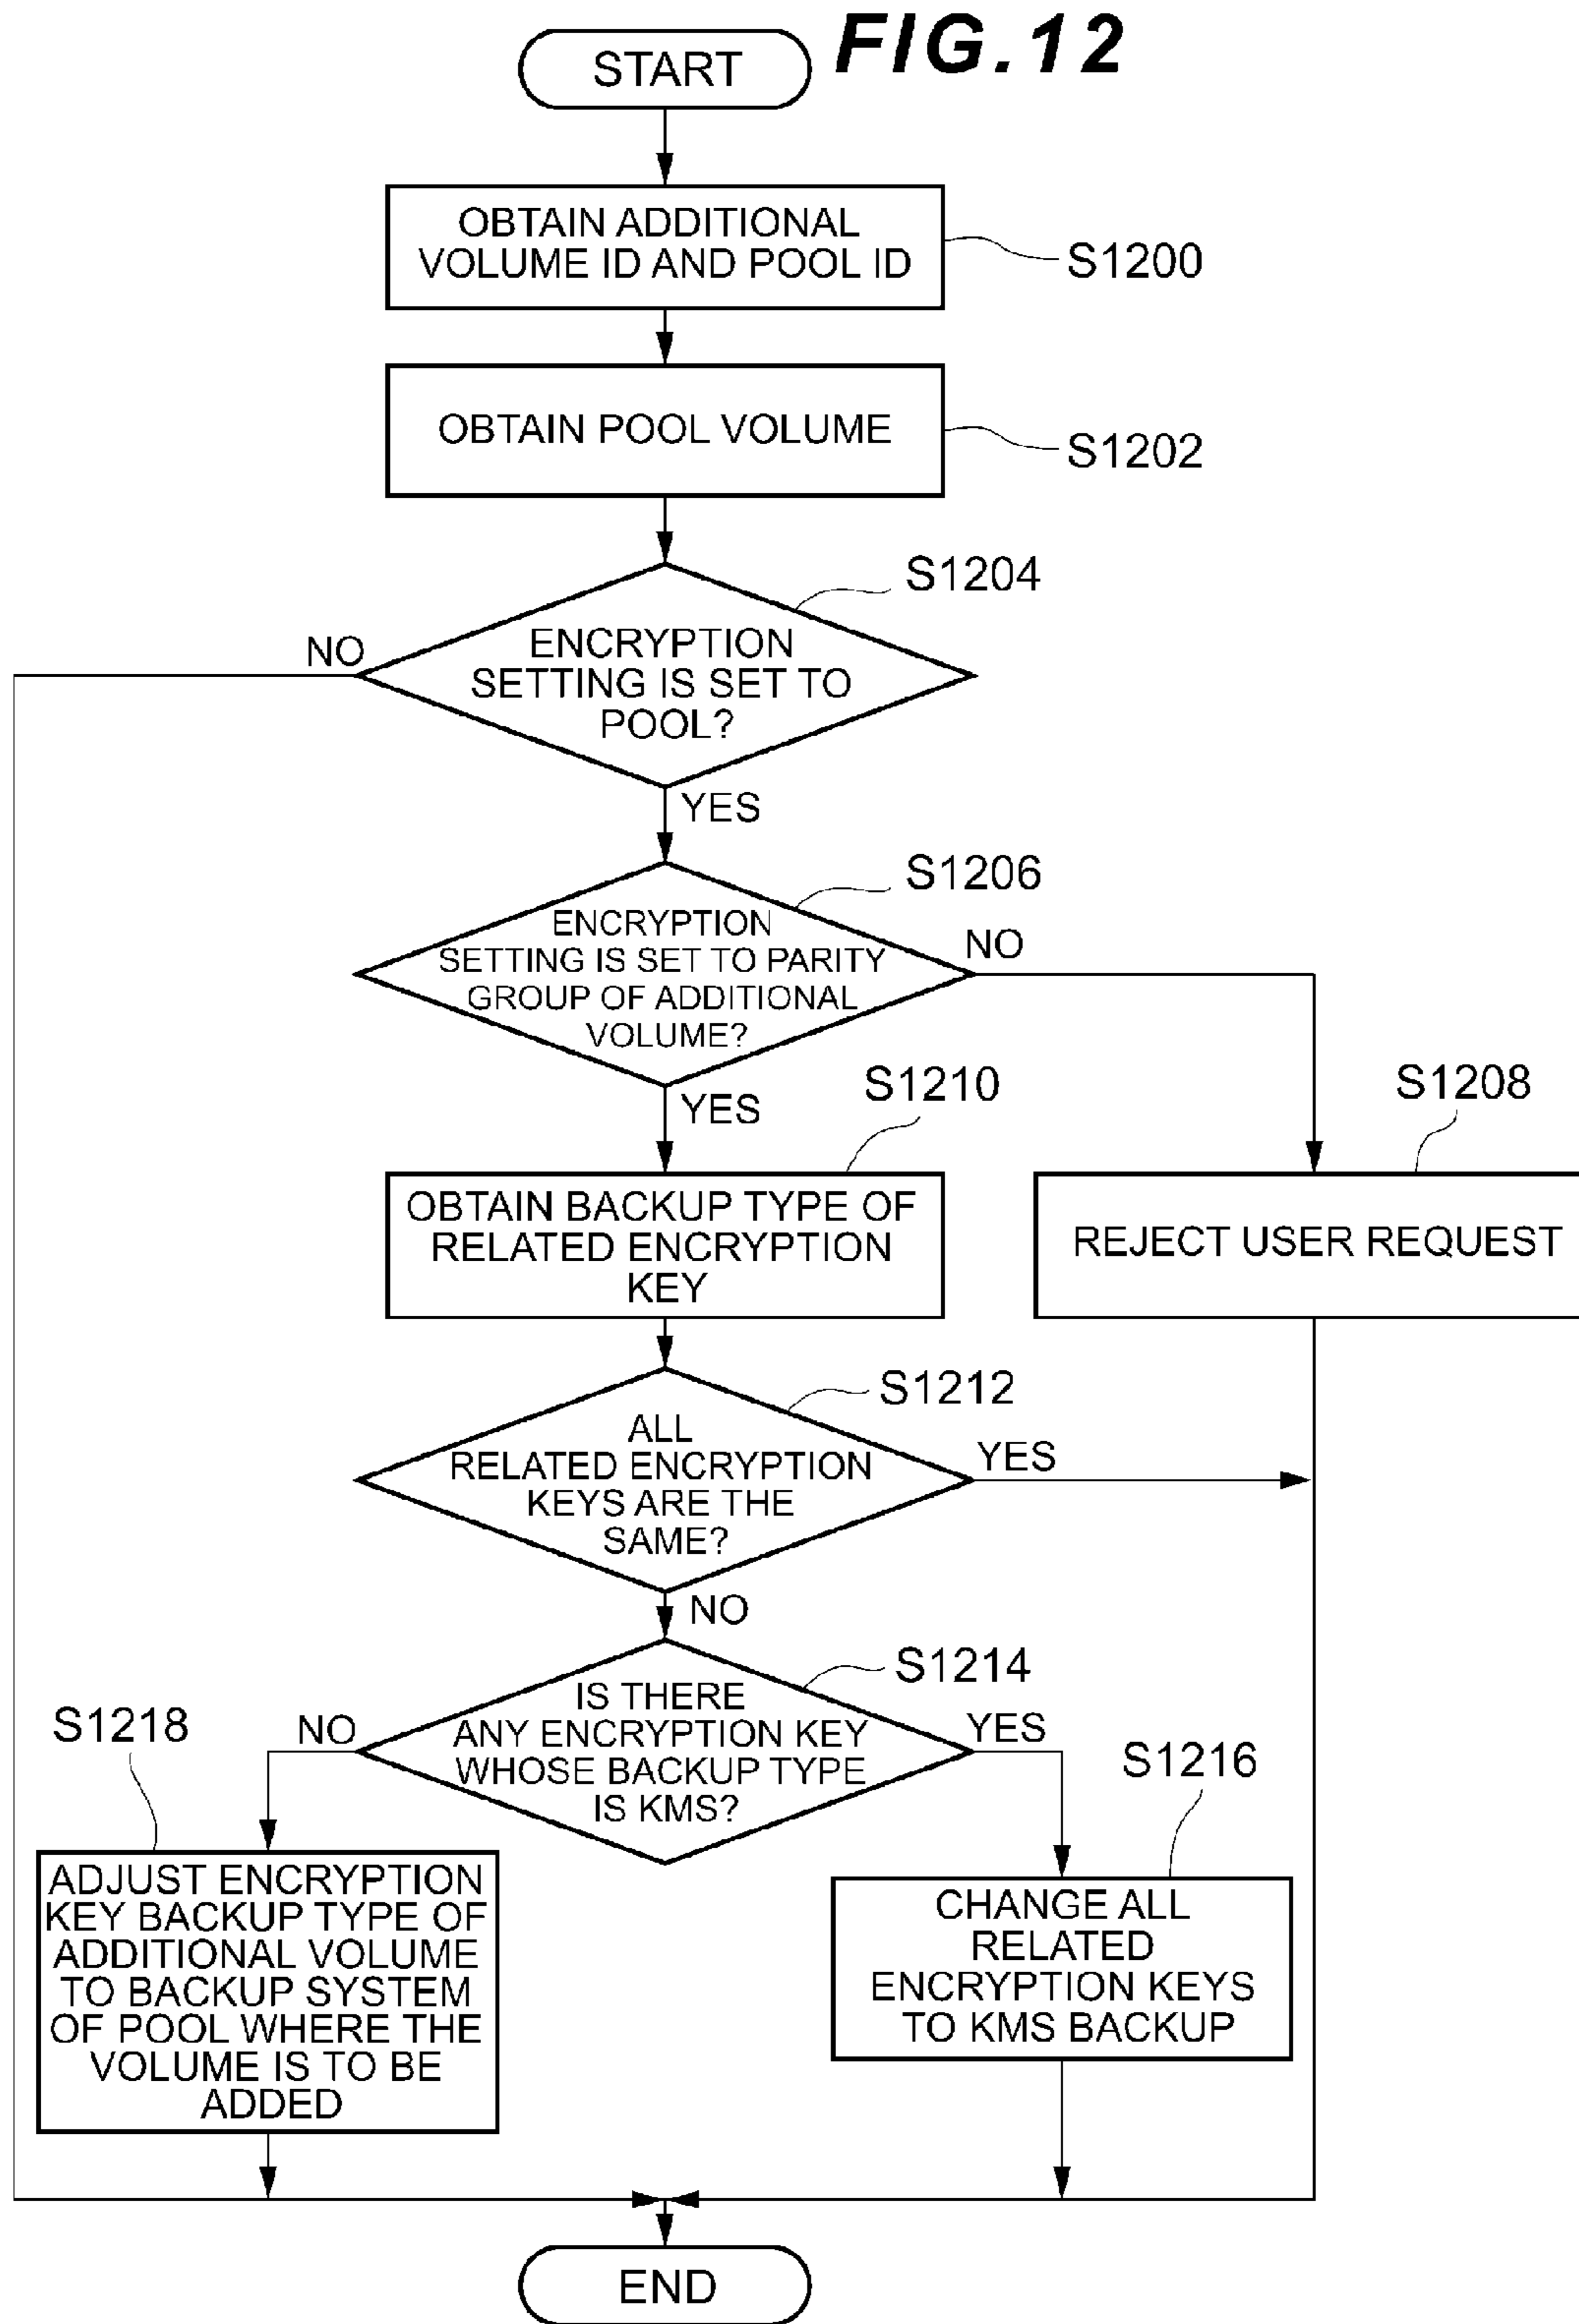 FIG.12
START
OBTAIN ADDITIONAL
VOLUME ID AND POOL ID
S1200
OBTAIN POOL VOLUME
S1202
S1204
NO
ENCRYPTION
SETTING IS SET TO
POOL?
YES
S1206
ENCRYPTION
SETTING IS SET TO PARITY
GROUP OF ADDITIONAL
VOLUME?
NO
YES
S1210
S1208
OBTAIN BACKUP TYPE OF
RELATED ENCRYPTION
KEY
REJECT USER REQUEST
S1212
ALL
RELATED ENCRYPTION
KEYS ARE THE
SAME?
YES
NO
S1214
IS THERE
ANY ENCRYPTION KEY
WHOSE BACKUP TYPE
IS KMS?
S1218
NO
YES
S1216
ADJUST ENCRYPTION
KEY BACKUP TYPE OF
ADDITIONAL VOLUME
TO BACKUP SYSTEM
OF POOL WHERE THE
VOLUME IS TO BE
ADDED
CHANGE ALL
RELATED
ENCRYPTION KEYS
TO KMS BACKUP
END